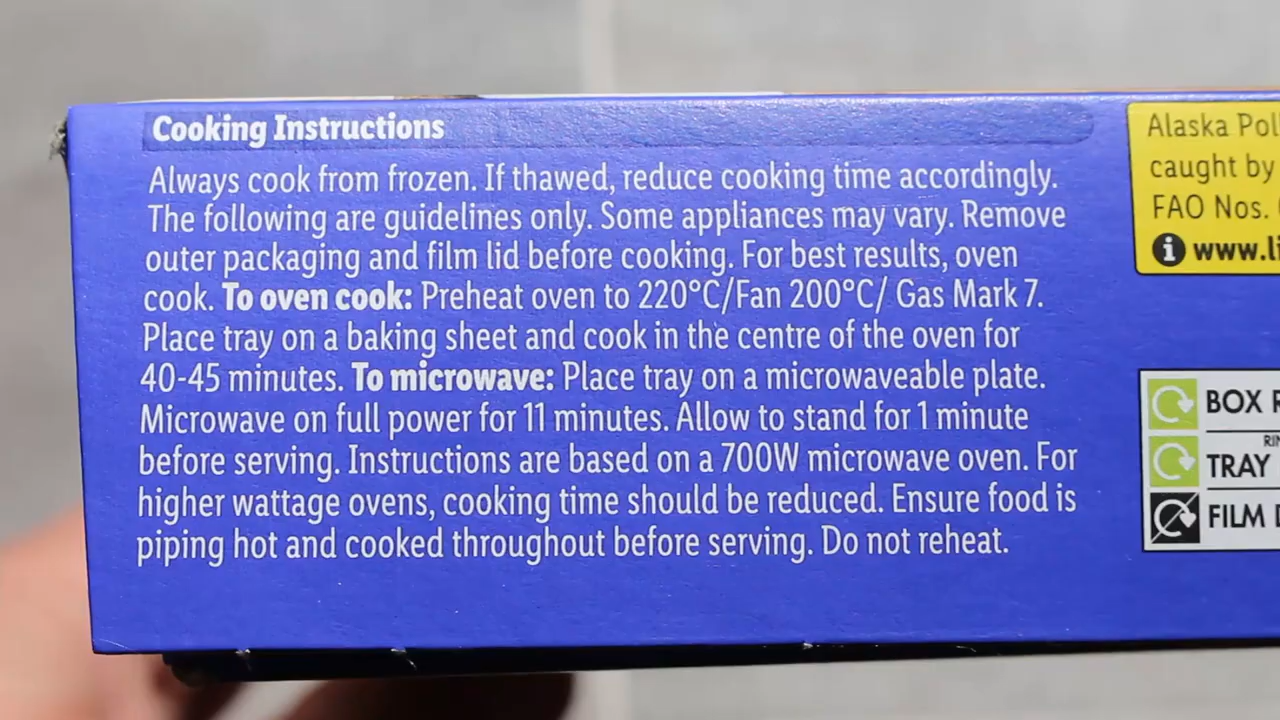 Cooking Instructions
Always cook from frozen. If thawed, reduce cooking time accordingly.
The following are guidelines only. Some appliances may vary. Remove
outer packaging and film lid before cooking. For best results, oven
cook. To oven cook: Preheat oven to 220°C/Fan 200°C/ Gas Mark 7.
Place tray on a baking sheet and cook in the centre of the oven for
40-45 minutes. To microwave: Place tray on a microwaveable plate.
Microwave on full power for 11 minutes. Allow to stand for 1 minute
before serving. Instructions are based on a 700W microwave oven. For
higher wattage ovens, cooking time should be reduced. Ensure food is
piping hot and cooked throughout before serving. Do not reheat.
Alaska
caught by
FAO Nos.
BOX
TRAY
FILM